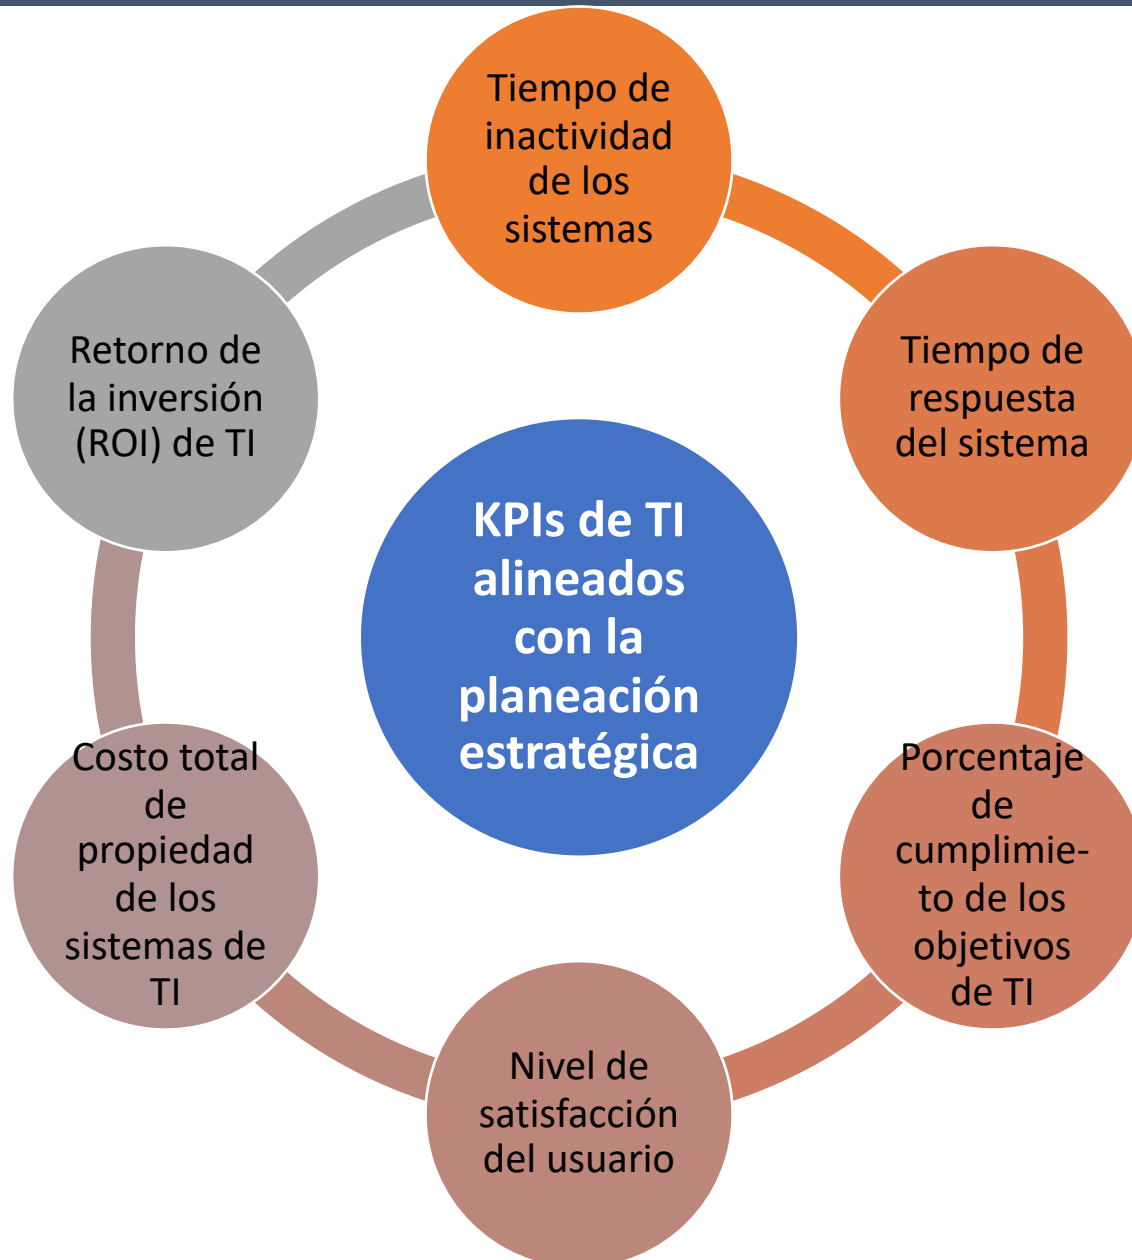 Tiempo de
inactividad
de los
sistemas
Tiempo de
respuesta
del sistema
Porcentaje
de
cumplimie-
to de los
objetivos
de TI
Nivel de
satisfacción
del usuario
Costo total
de
propiedad
de los
sistemas de
TI
Retorno de
la inversión
(ROI) de TI
KPIs de TI
alineados
con la
planeación
estratégica